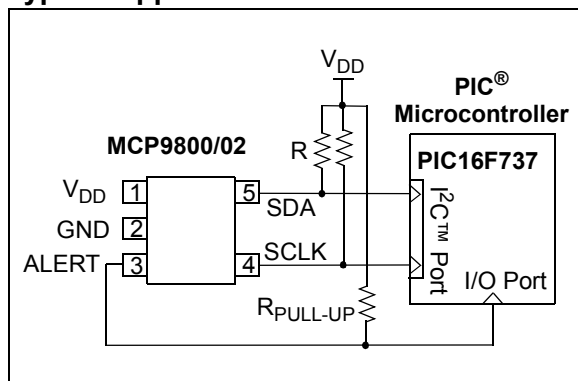 V_DD
PIC®
Microcontroller
MCP9800/02
R
PIC16F737
V_DD 1
5
SDA
GND 2
I²C™ Port
ALERT 3
4 SCLK
I/O Port
R_PULL-UP